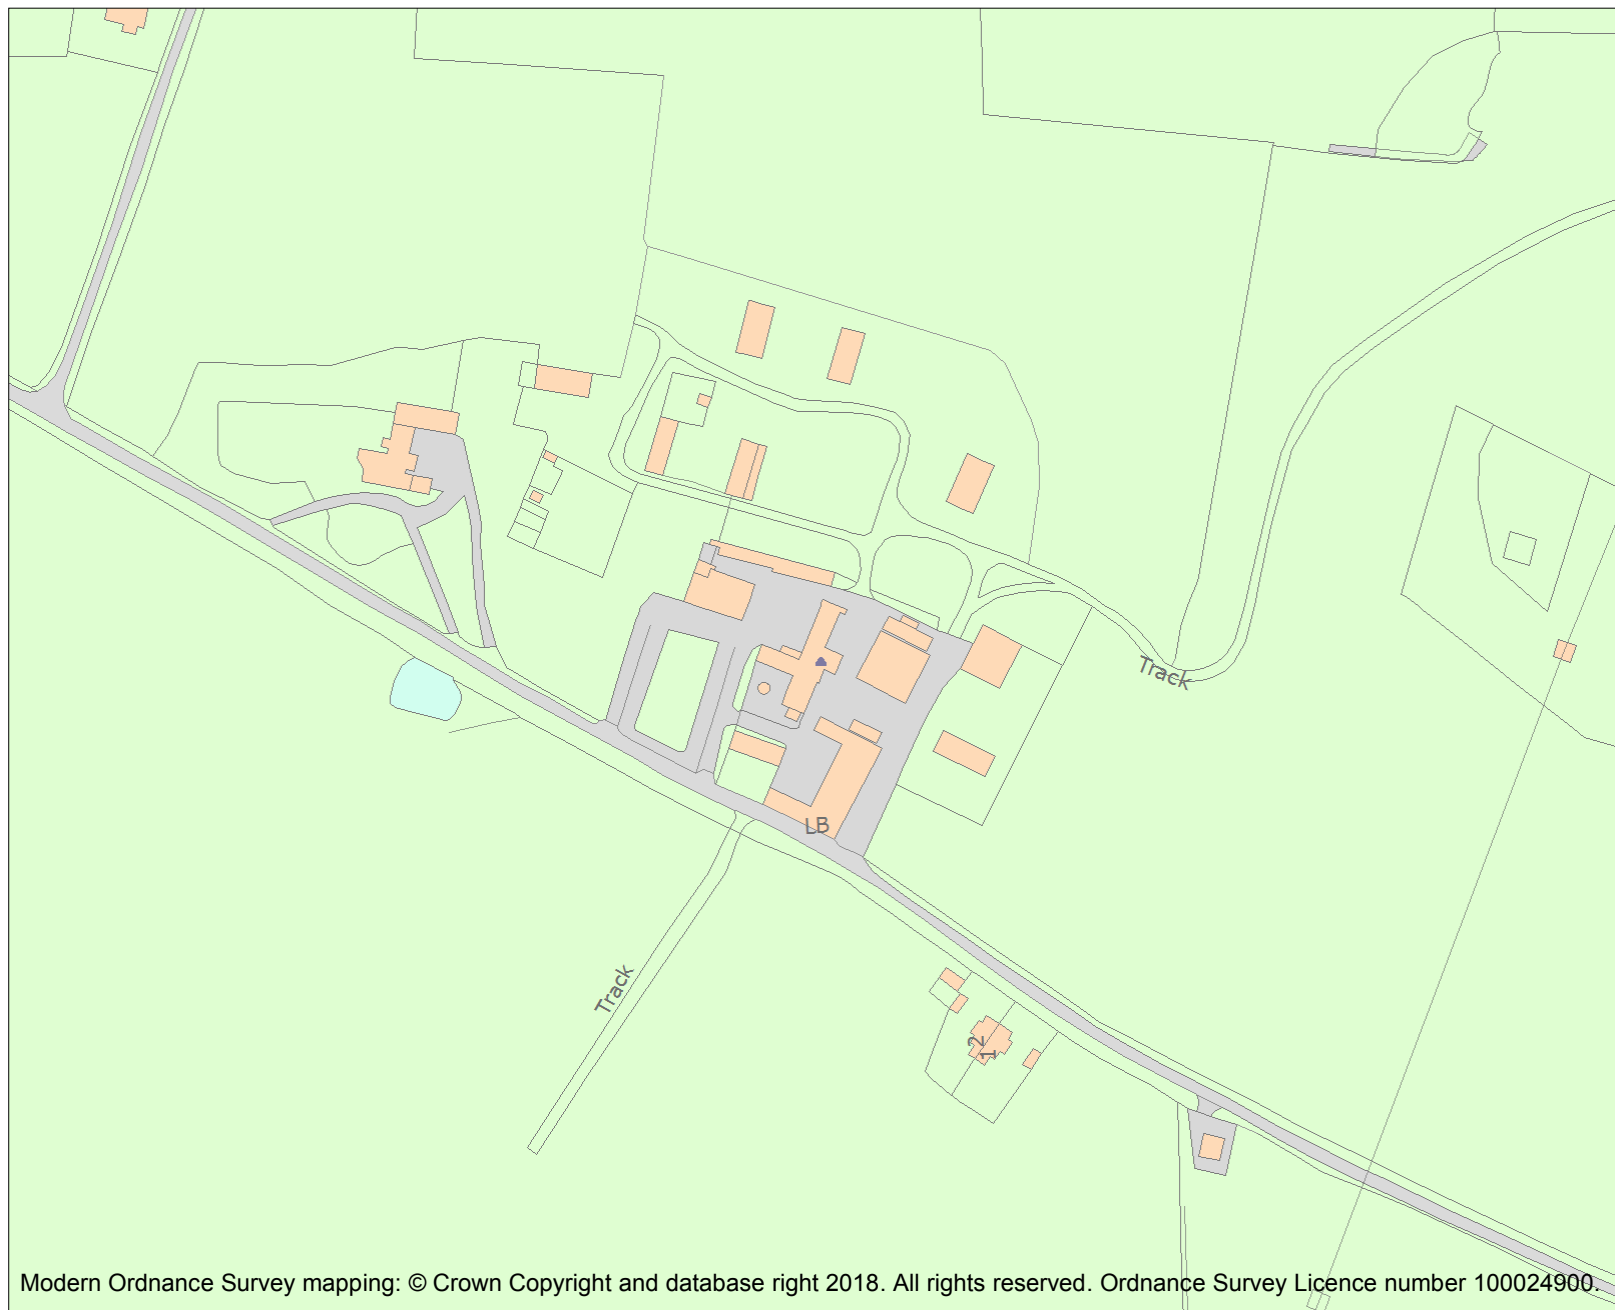 Track
LB
Track
2
1
Modern Ordnance Survey mapping: © Crown Copyright and database right 2018. All rights reserved. Ordnance Survey Licence number 100024900.